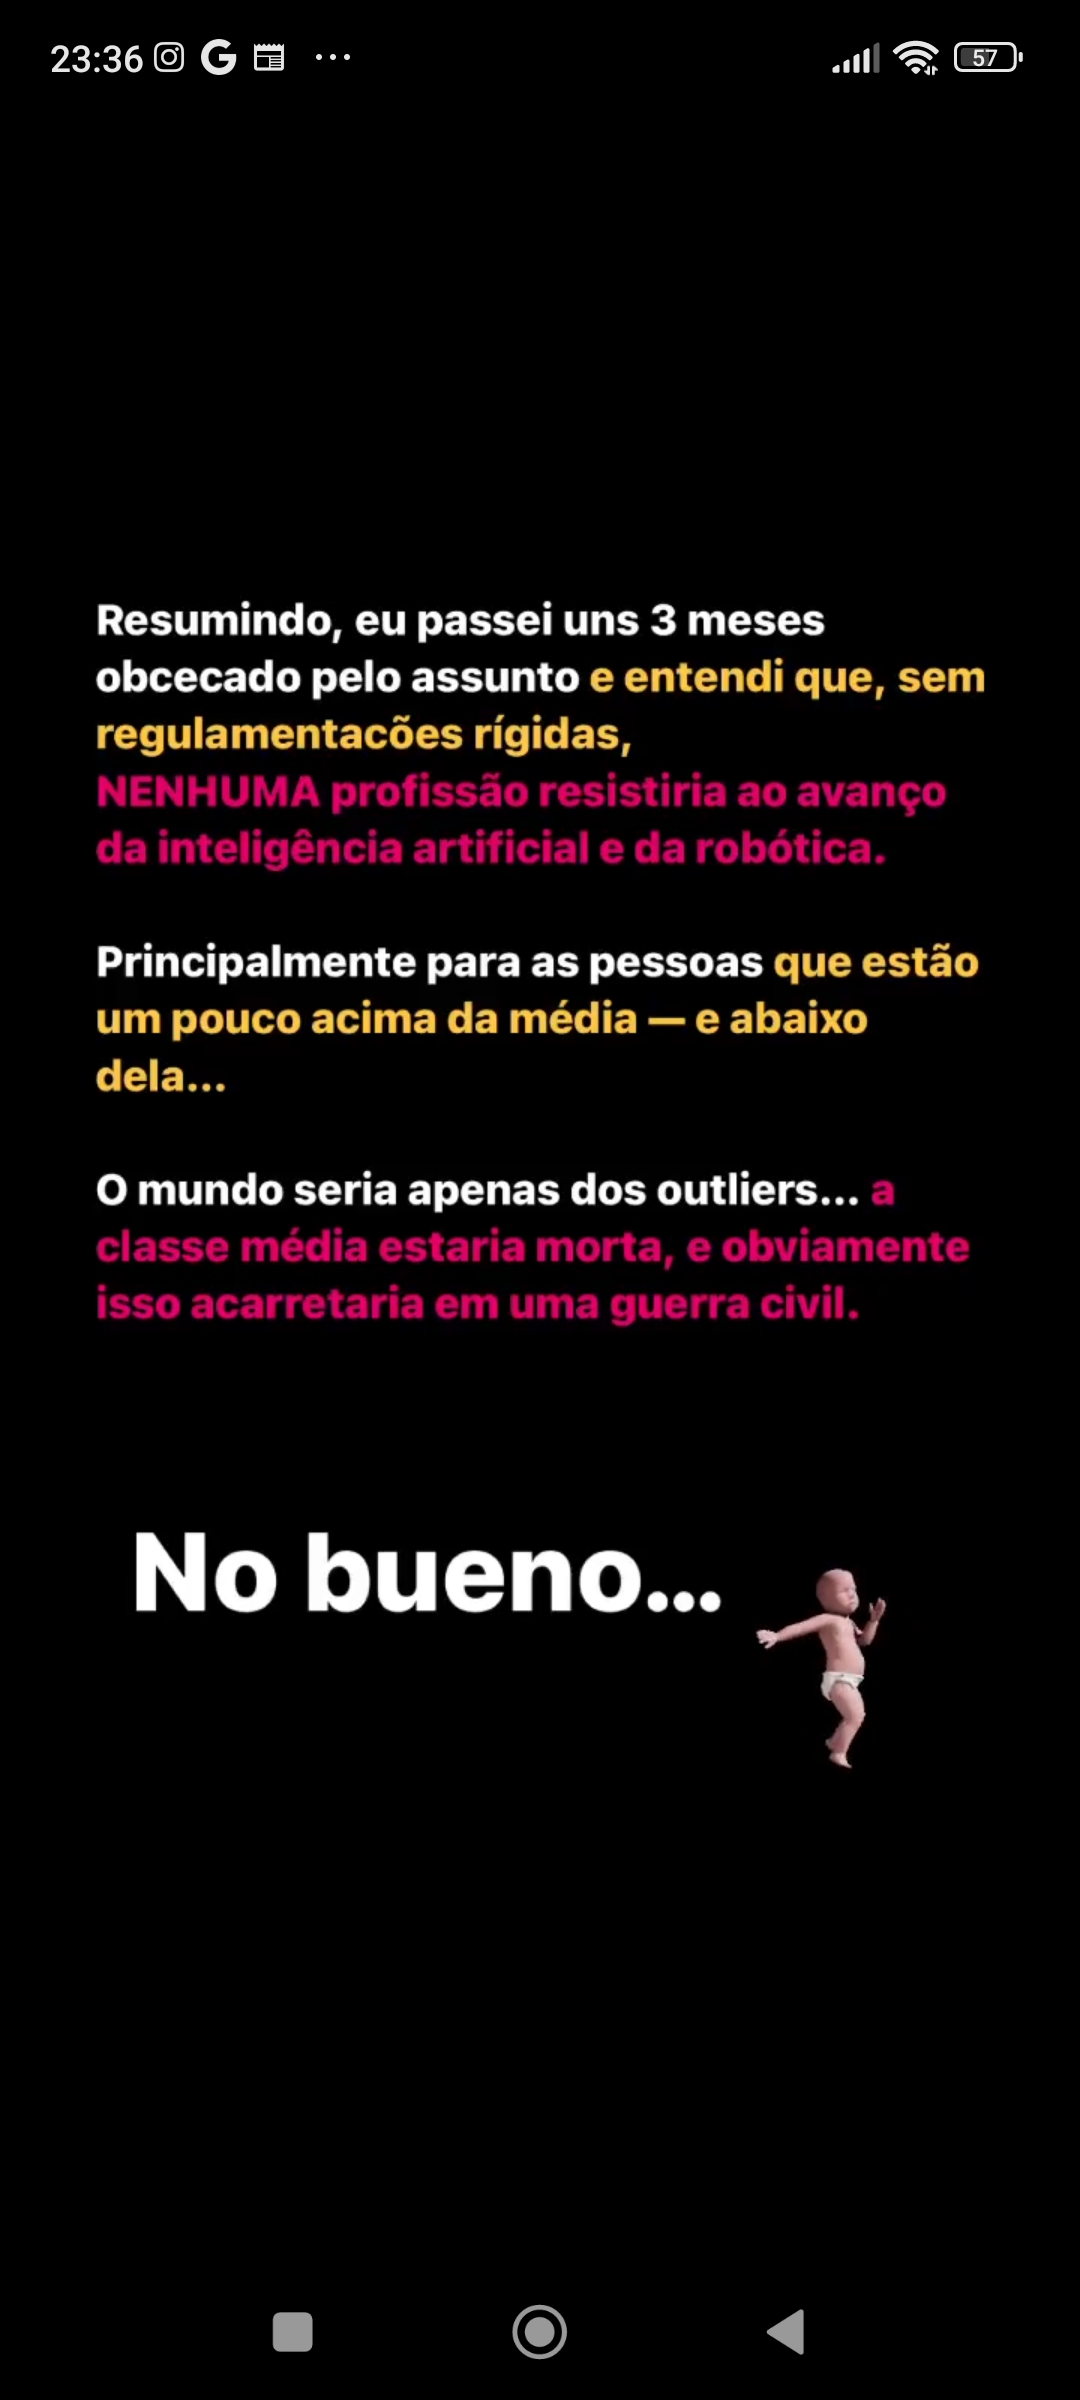 23:36
57
Resumindo, eu passei uns 3 meses
obcecado pelo assunto e entendi que, sem
regulamentacões rígidas,
NENHUMA profissão resistiria ao avanço
da inteligência artificial e da robótica.
Principalmente para as pessoas que estão
um pouco acima da média — e abaixo
dela...
O mundo seria apenas dos outliers... a
classe média estaria morta, e obviamente
isso acarretaria em uma guerra civil.
No bueno...